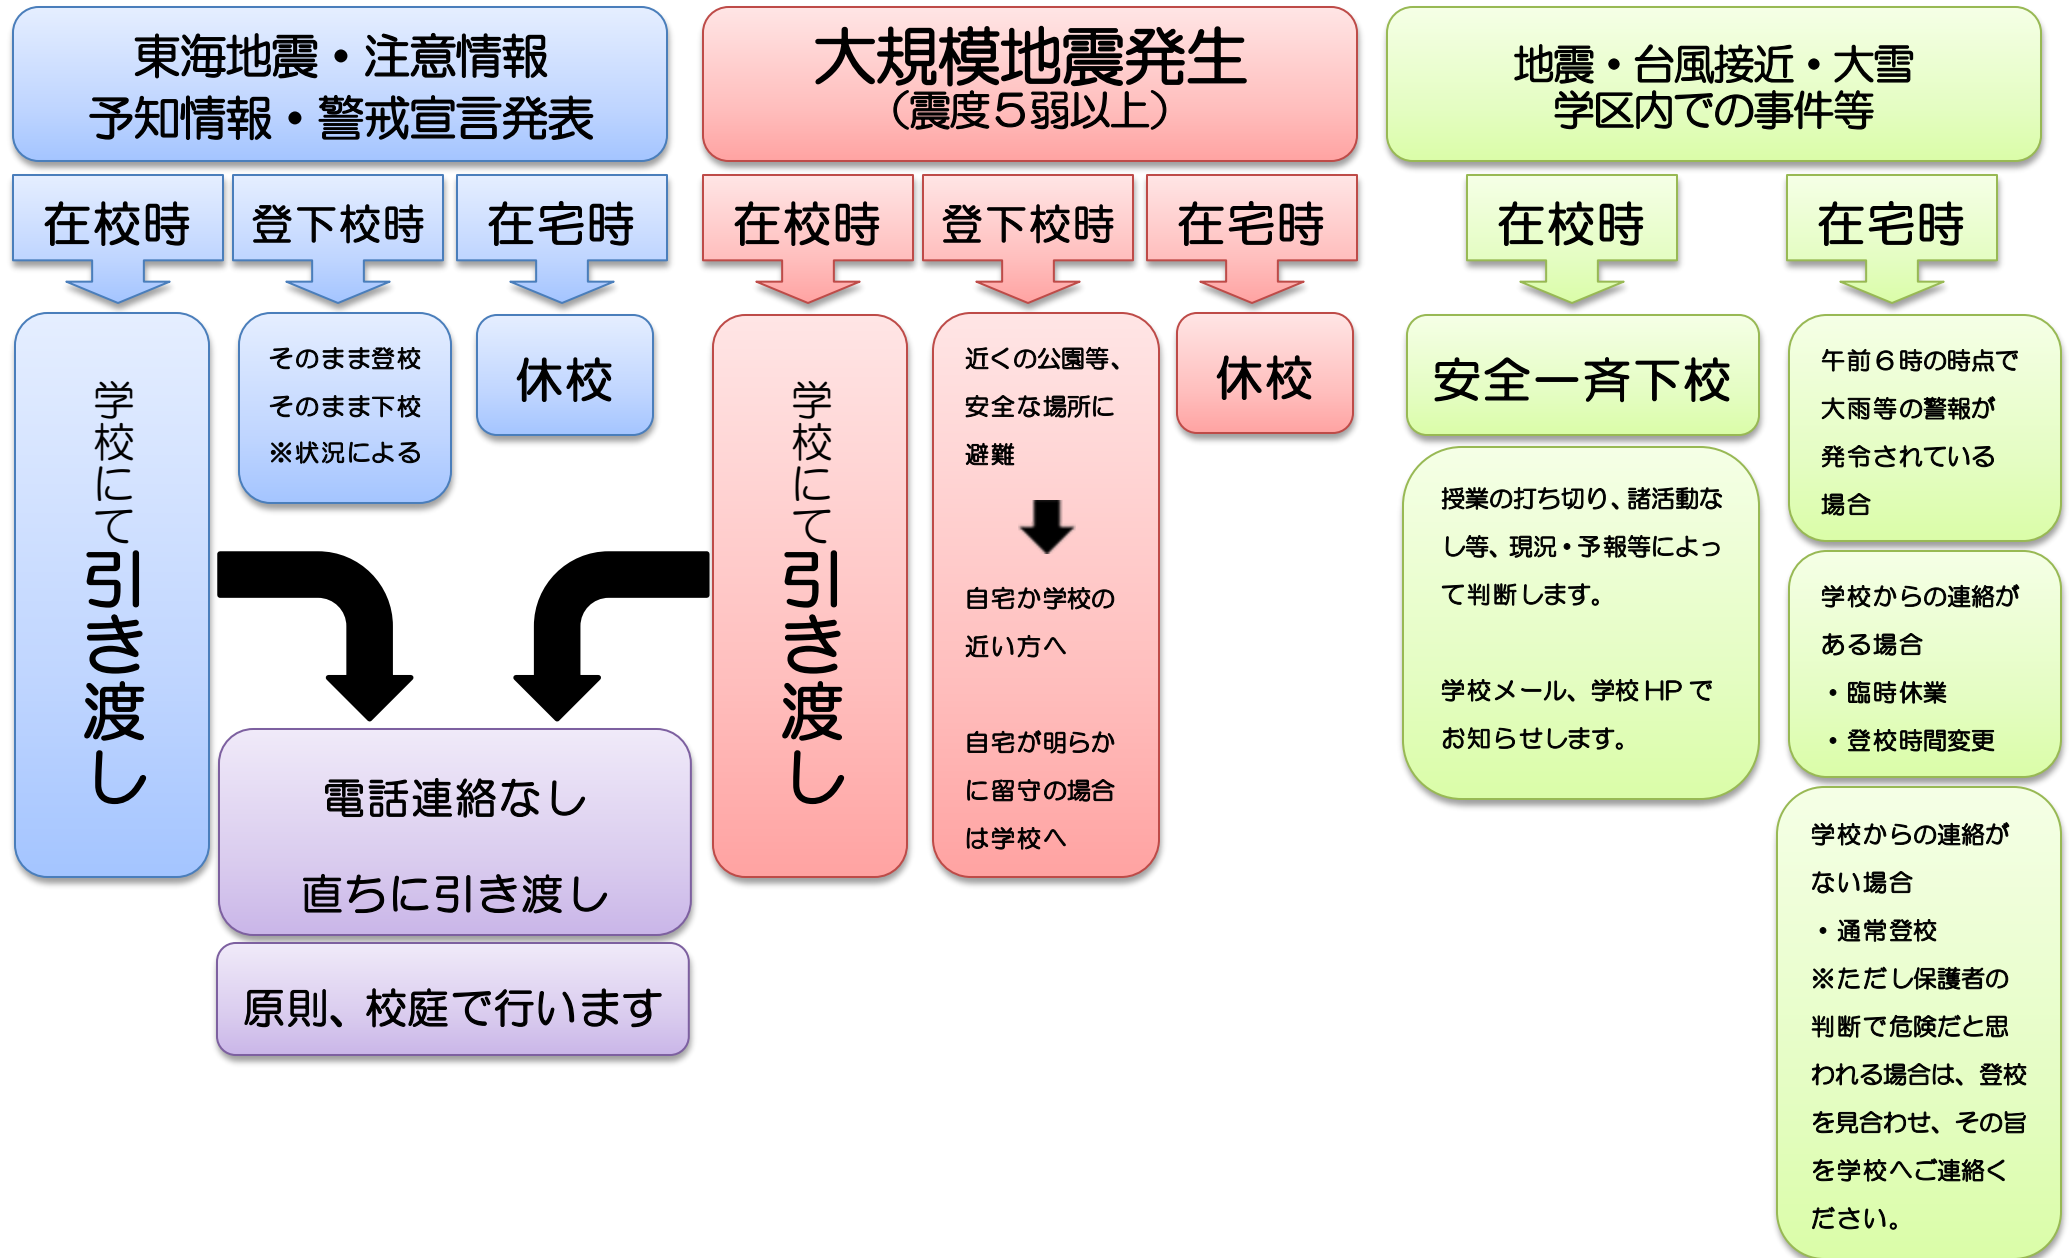 東海地震・注意情報
予知情報・警戒宣言発表
在校時
登下校時
在宅時
学校にて引き渡し
そのまま登校
そのまま下校
※状況による
休校
大規模地震発生
（震度５弱以上）
在校時
登下校時
在宅時
学校にて引き渡し
近くの公園等、
安全な場所に
避難
自宅か学校の
近い方へ
自宅が明らか
に留守の場合
は学校へ
休校
電話連絡なし
直ちに引き渡し
原則、校庭で行います
地震・台風接近・大雪
学区内での事件等
在校時
在宅時
安全一斉下校
授業の打ち切り、諸活動な
し等、現況・予報等によっ
て判断します。
学校メール、学校HPで
お知らせします。
午前６時の時点で
大雨等の警報が
発令されている
場合
学校からの連絡が
ある場合
・臨時休業
・登校時間変更
学校からの連絡が
ない場合
・通常登校
※ただし保護者の
判断で危険だと思
われる場合は、登校
を見合わせ、その旨
を学校へご連絡く
ださい。